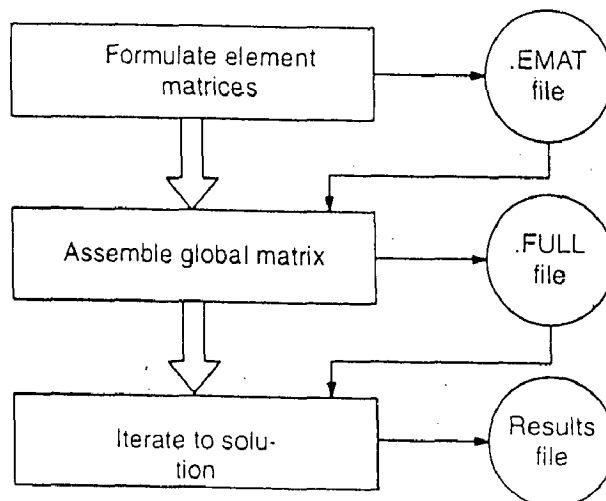 Formulate element
matrices
.EMAT
file
Assemble global matrix
.FULL
file
Iterate to solu-
tion
Results
file